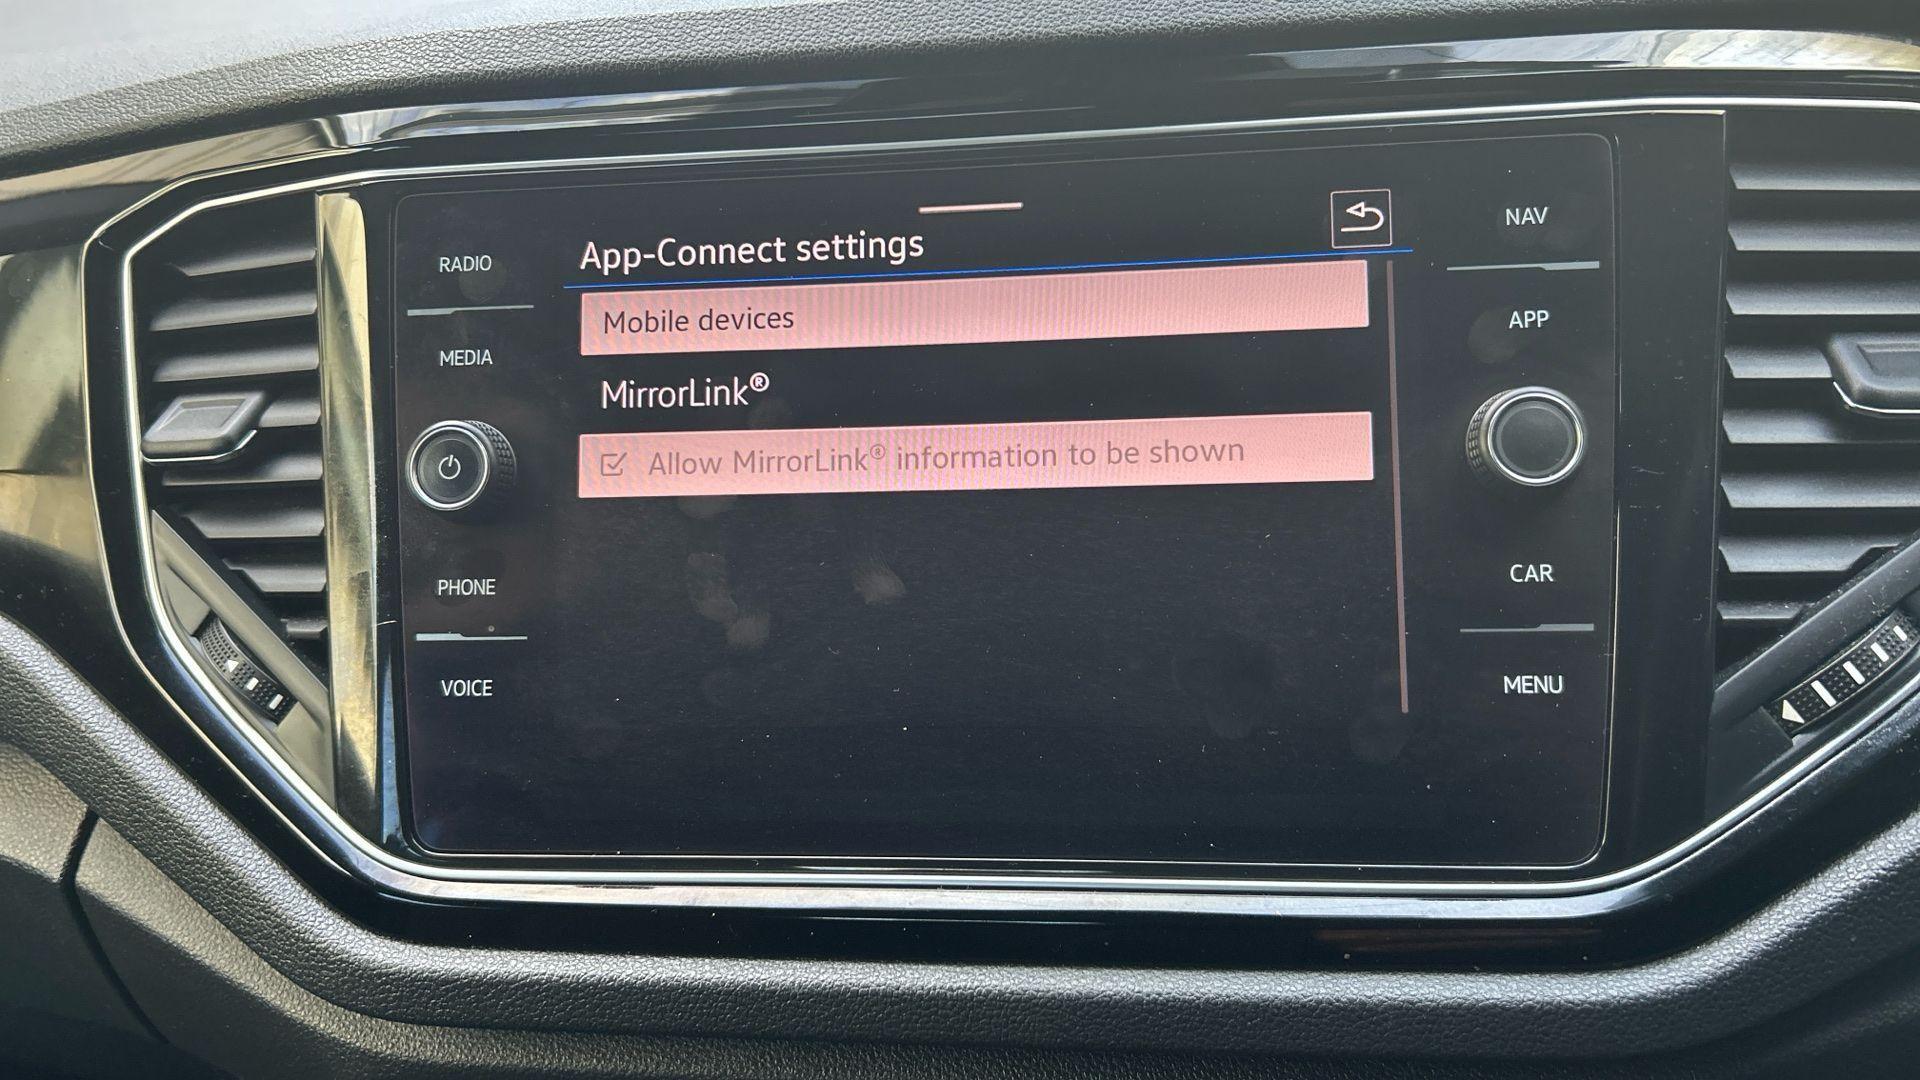 RADIO
MEDIA
PHONE
VOICE
App-Connect settings
Mobile devices
MirrorLink®
Allow MirrorLink® information to be shown
NAV
APP
CAR
MENU